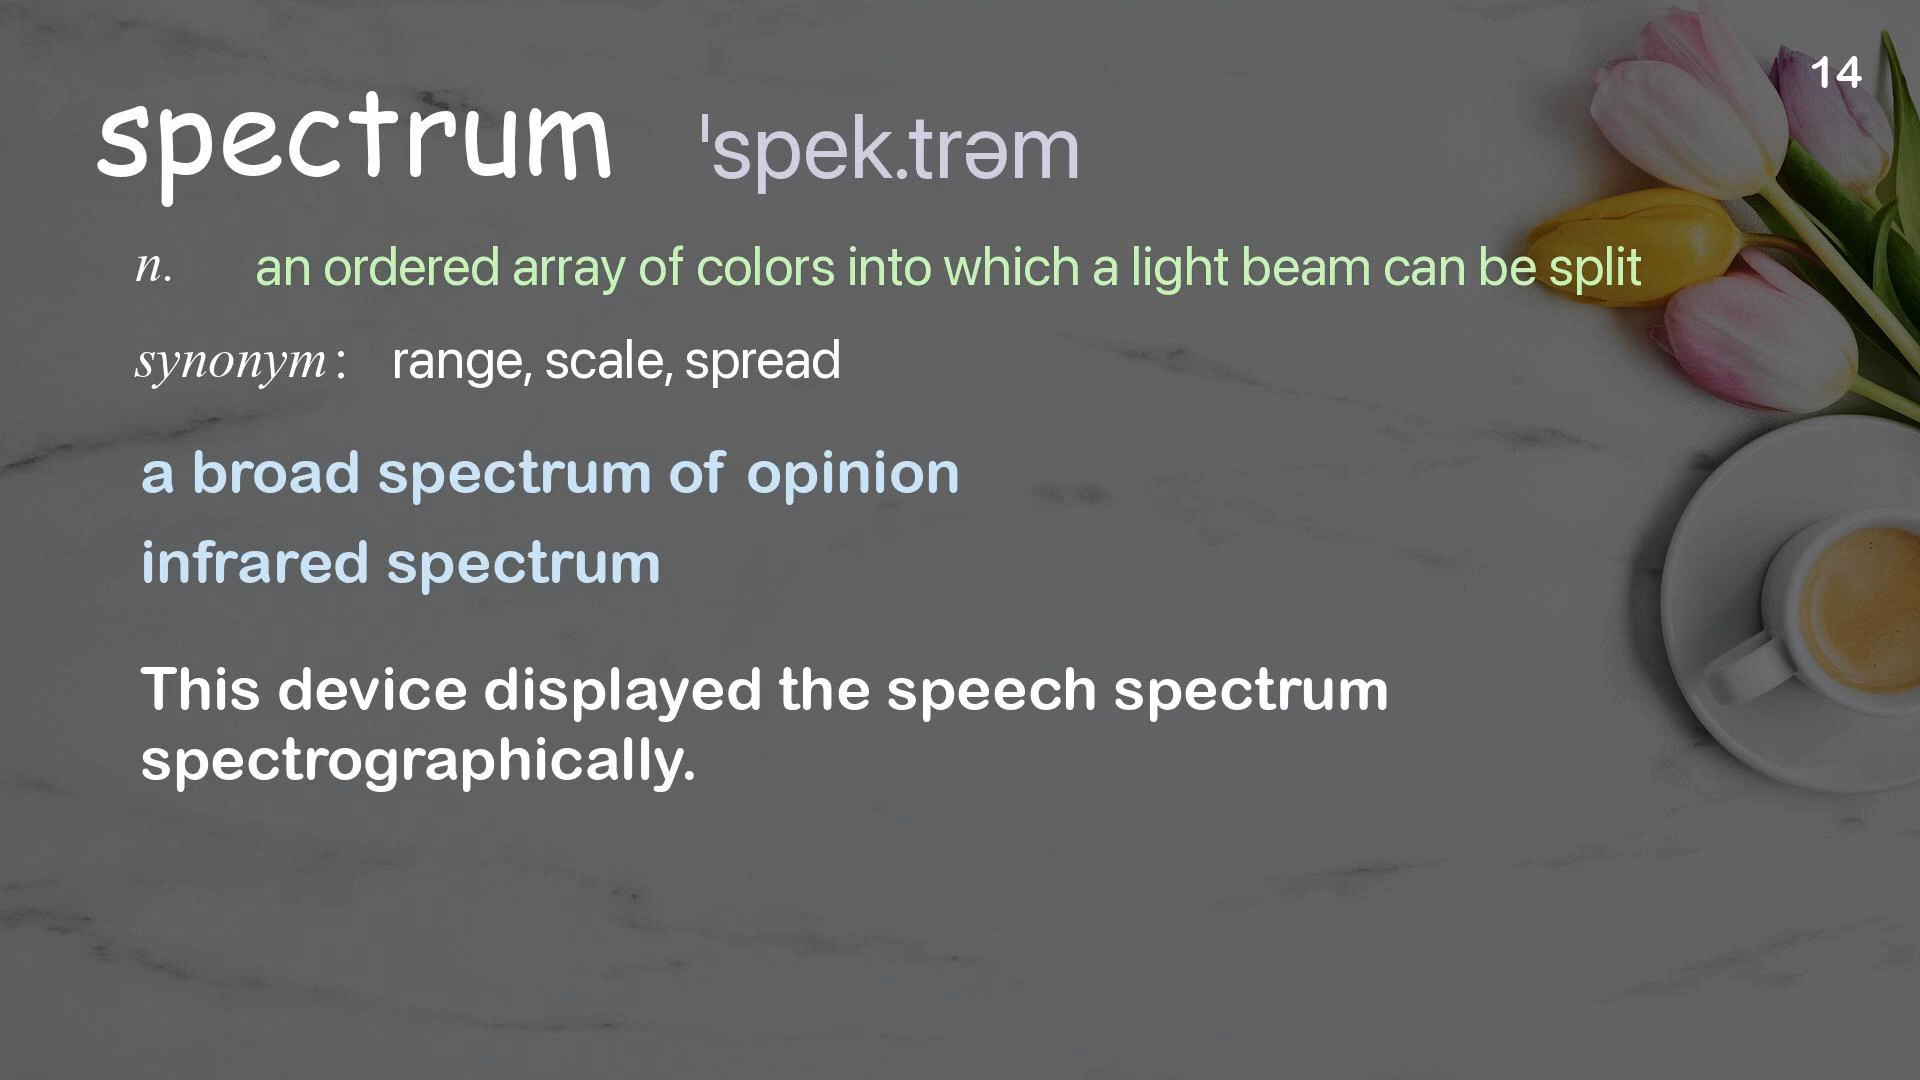 14
spectrum ˈspek.trəm
n. an ordered array of colors into which a light beam can be split
synonym: range, scale, spread
a broad spectrum of opinion
infrared spectrum
This device displayed the speech spectrum
spectrographically.